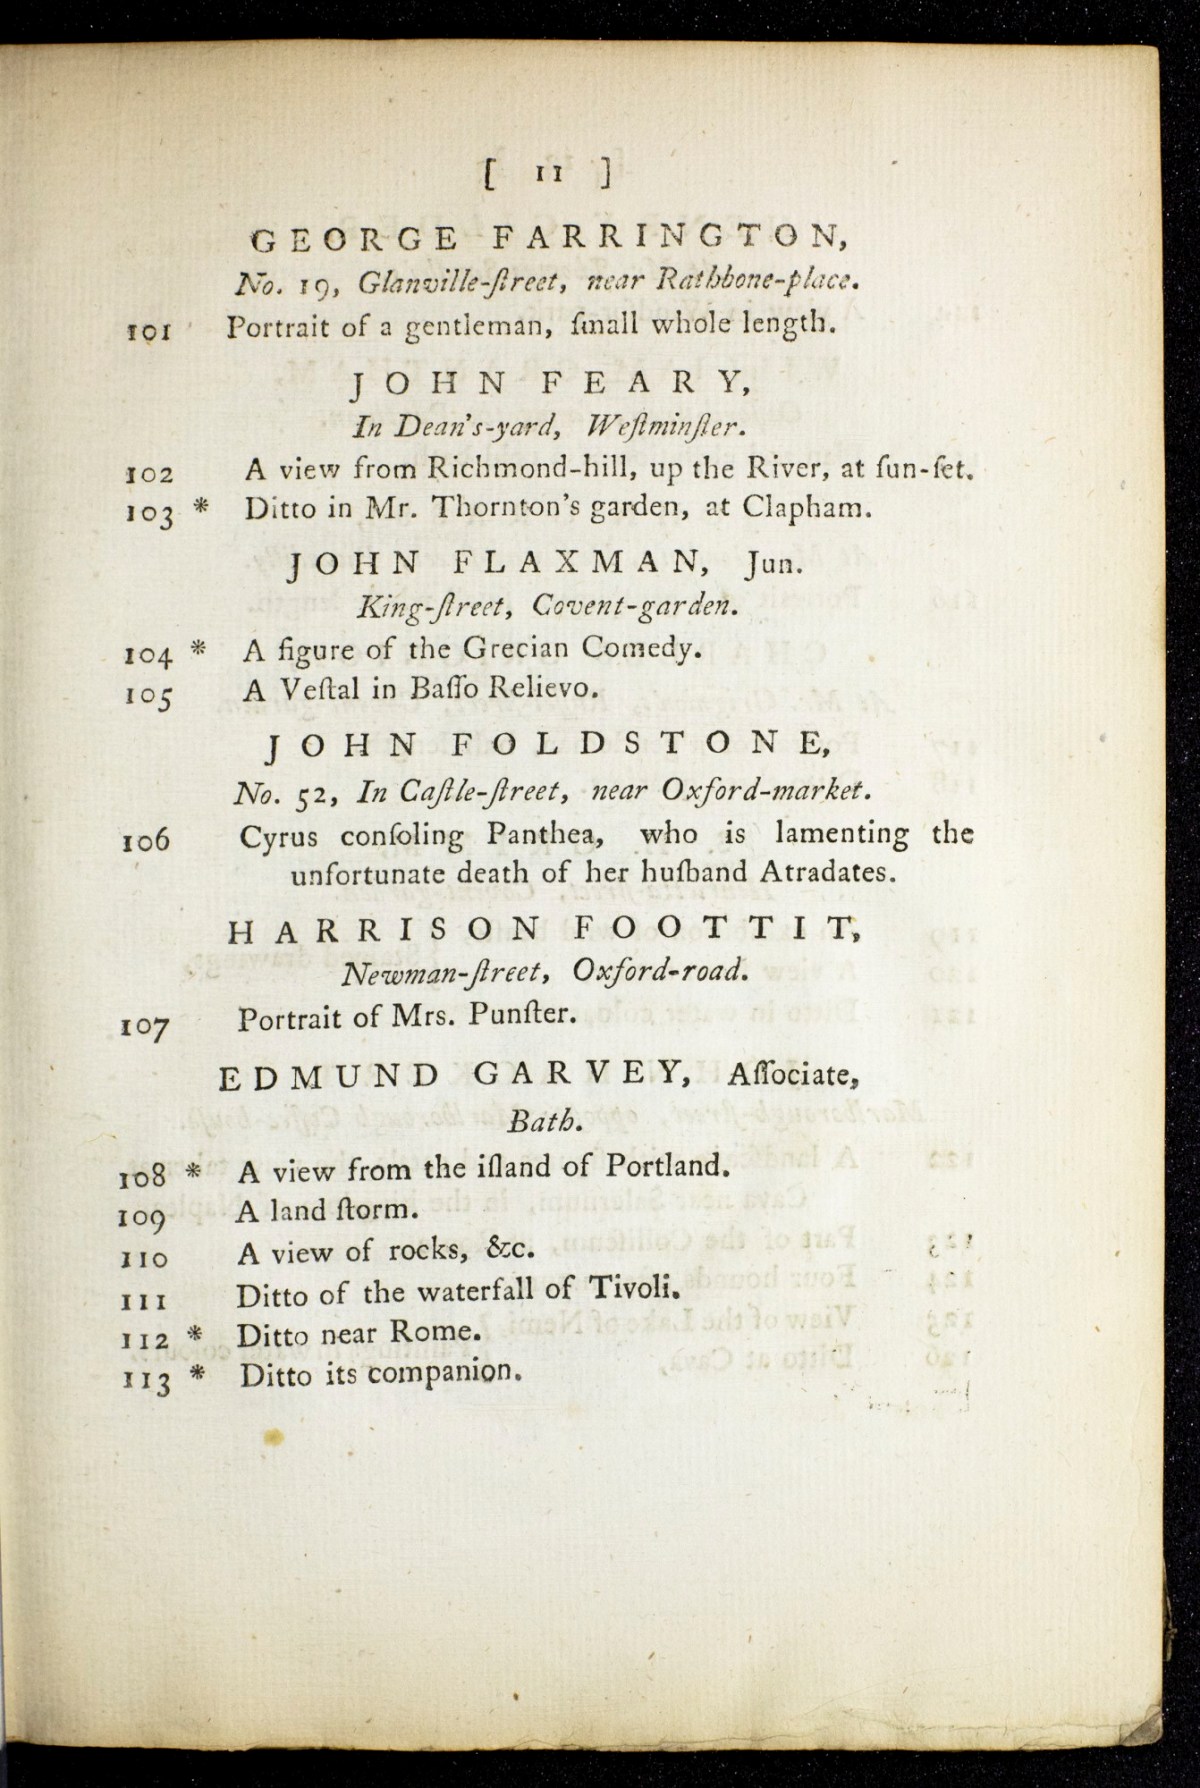 [ 11 ]
GEORGE FARRINGTON,
No. 19, Glanville-ſtreet, near Rathbone-place.
101 Portrait of a gentleman, ſmall whole length.
JOHN FEARY,
In Dean's-yard, Weſtminſter.
102 A view from Richmond-hill, up the River, at ſun-ſet.
103 * Ditto in Mr. Thornton's garden, at Clapham.
JOHN FLAXMAN, Jun.
King-ſtreet, Covent-garden.
104 * A figure of the Grecian Comedy.
105 A Veſtal in Baſſo Relievo.
JOHN FOLDSTONE,
No. 52, In Caſtle-ſtreet, near Oxford-market.
106 Cyrus conſoling Panthea, who is lamenting the
unfortunate death of her huſband Atradates.
HARRISON FOOTTIT,
Newman-ſtreet, Oxford-road.
107 Portrait of Mrs. Punſter.
EDMUND GARVEY, Aſſociate,
Bath.
108 * A view from the iſland of Portland.
109 A land ſtorm.
110 A view of rocks, &c.
111 Ditto of the waterfall of Tivoli.
112 * Ditto near Rome.
113 * Ditto its companion.